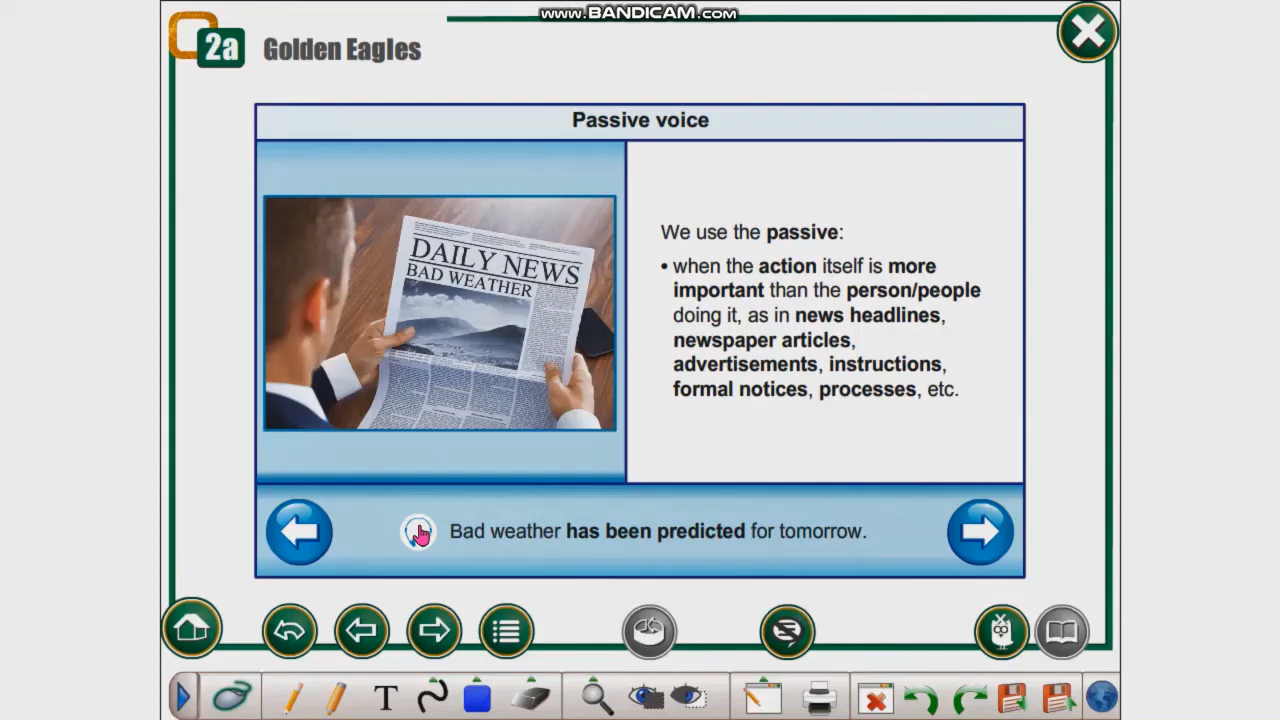 www.BANDICAM.com
2a Golden Eagles
Passive voice
DAILY NEWS
BAD WEATHER
We use the passive:
• when the action itself is more
important than the person/people
doing it, as in news headlines,
newspaper articles,
advertisements, instructions,
formal notices, processes, etc.
Bad weather has been predicted for tomorrow.
T